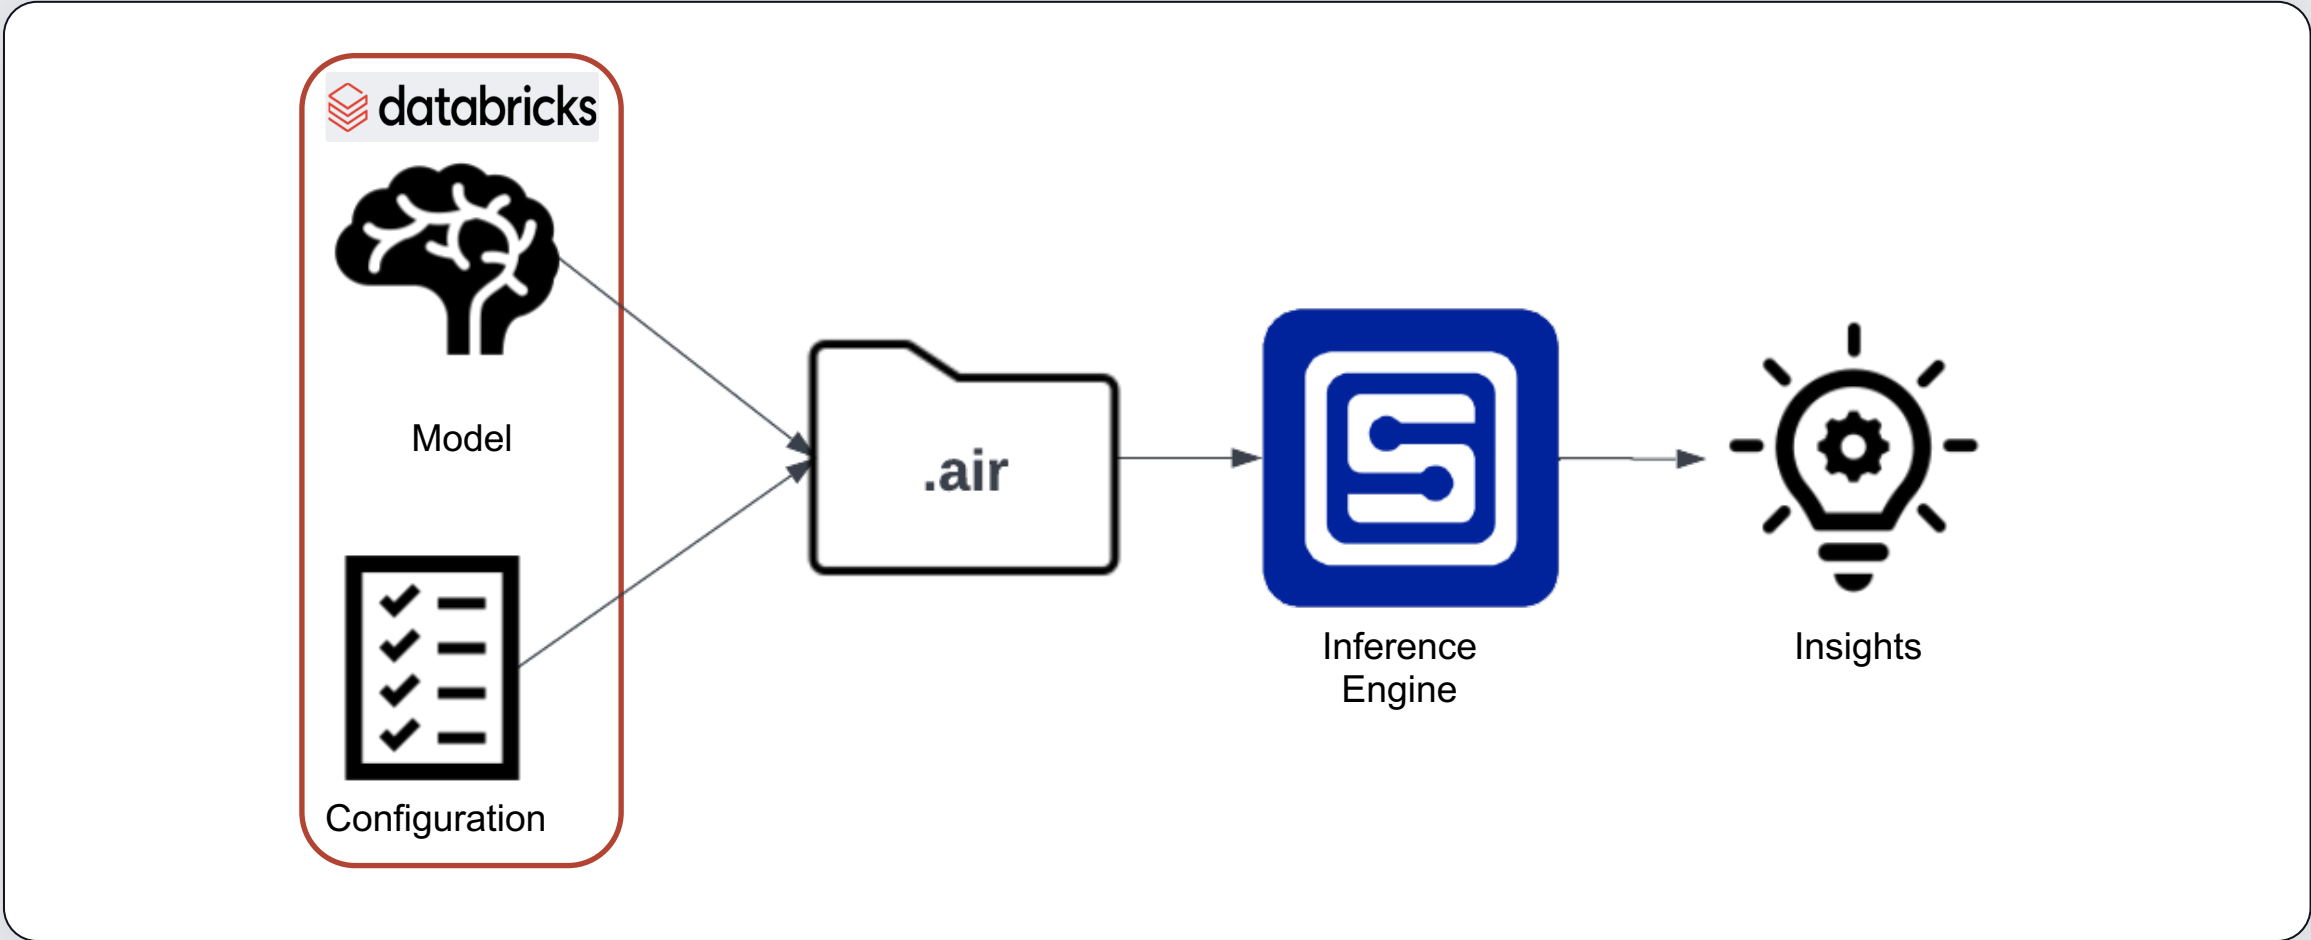 databricks
Model
Configuration
.air
Inference
Engine
Insights